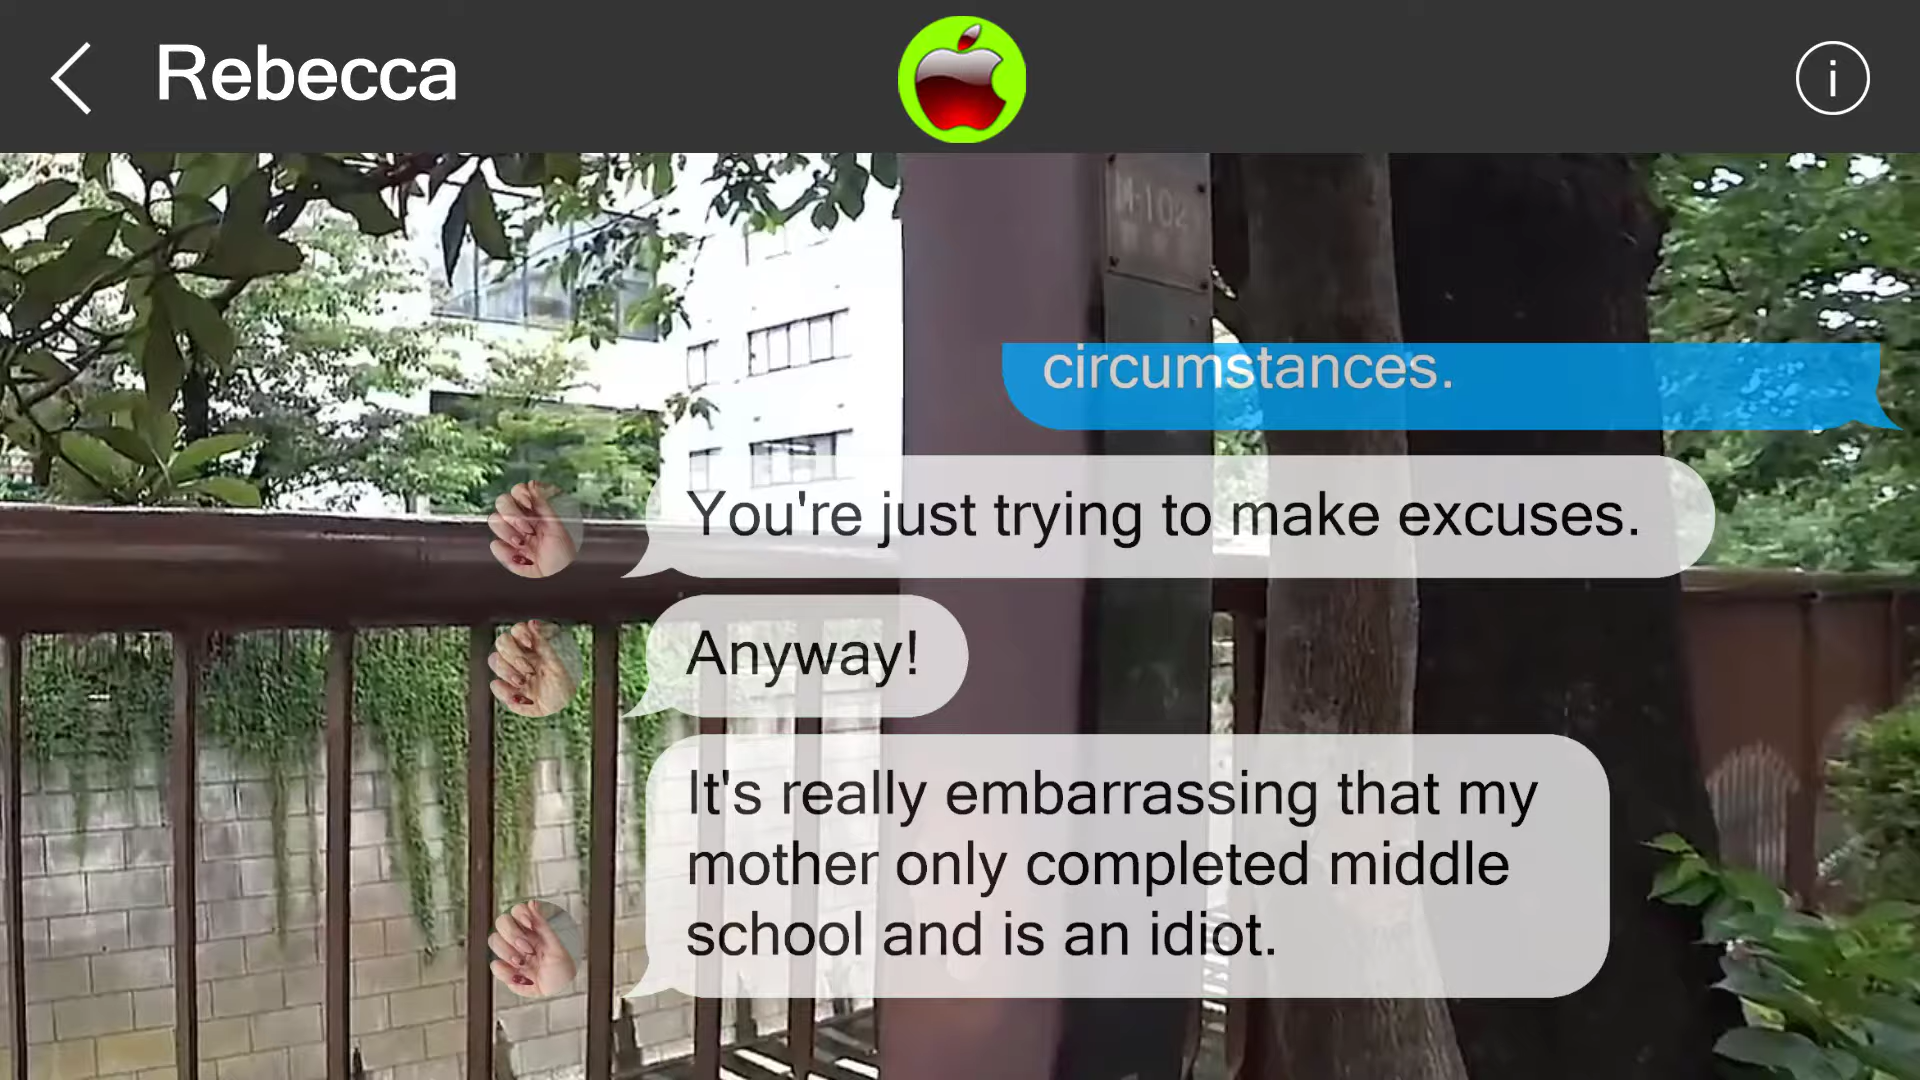 Rebecca
i
M-102
circumstances.
You're just trying to make excuses.
Anyway!
It's really embarrassing that my
mother only completed middle
school and is an idiot.